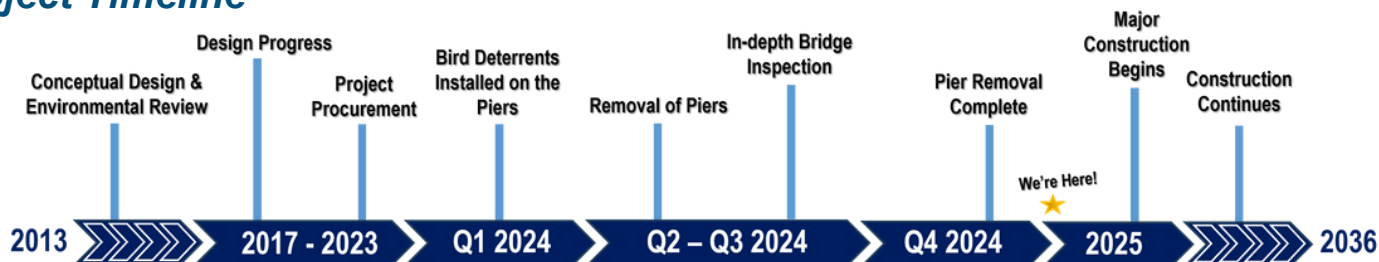 Timeline
Conceptual Design &
Environmental Review
Design Progress
Project
Procurement
Bird Deterrents
Installed on the
Piers
Removal of Piers
In-depth Bridge
Inspection
Pier Removal
Complete
We're Here!
Major
Construction
Begins
Construction
Continues
2013
2017 - 2023
Q1 2024
Q2 – Q3 2024
Q4 2024
2025
2036